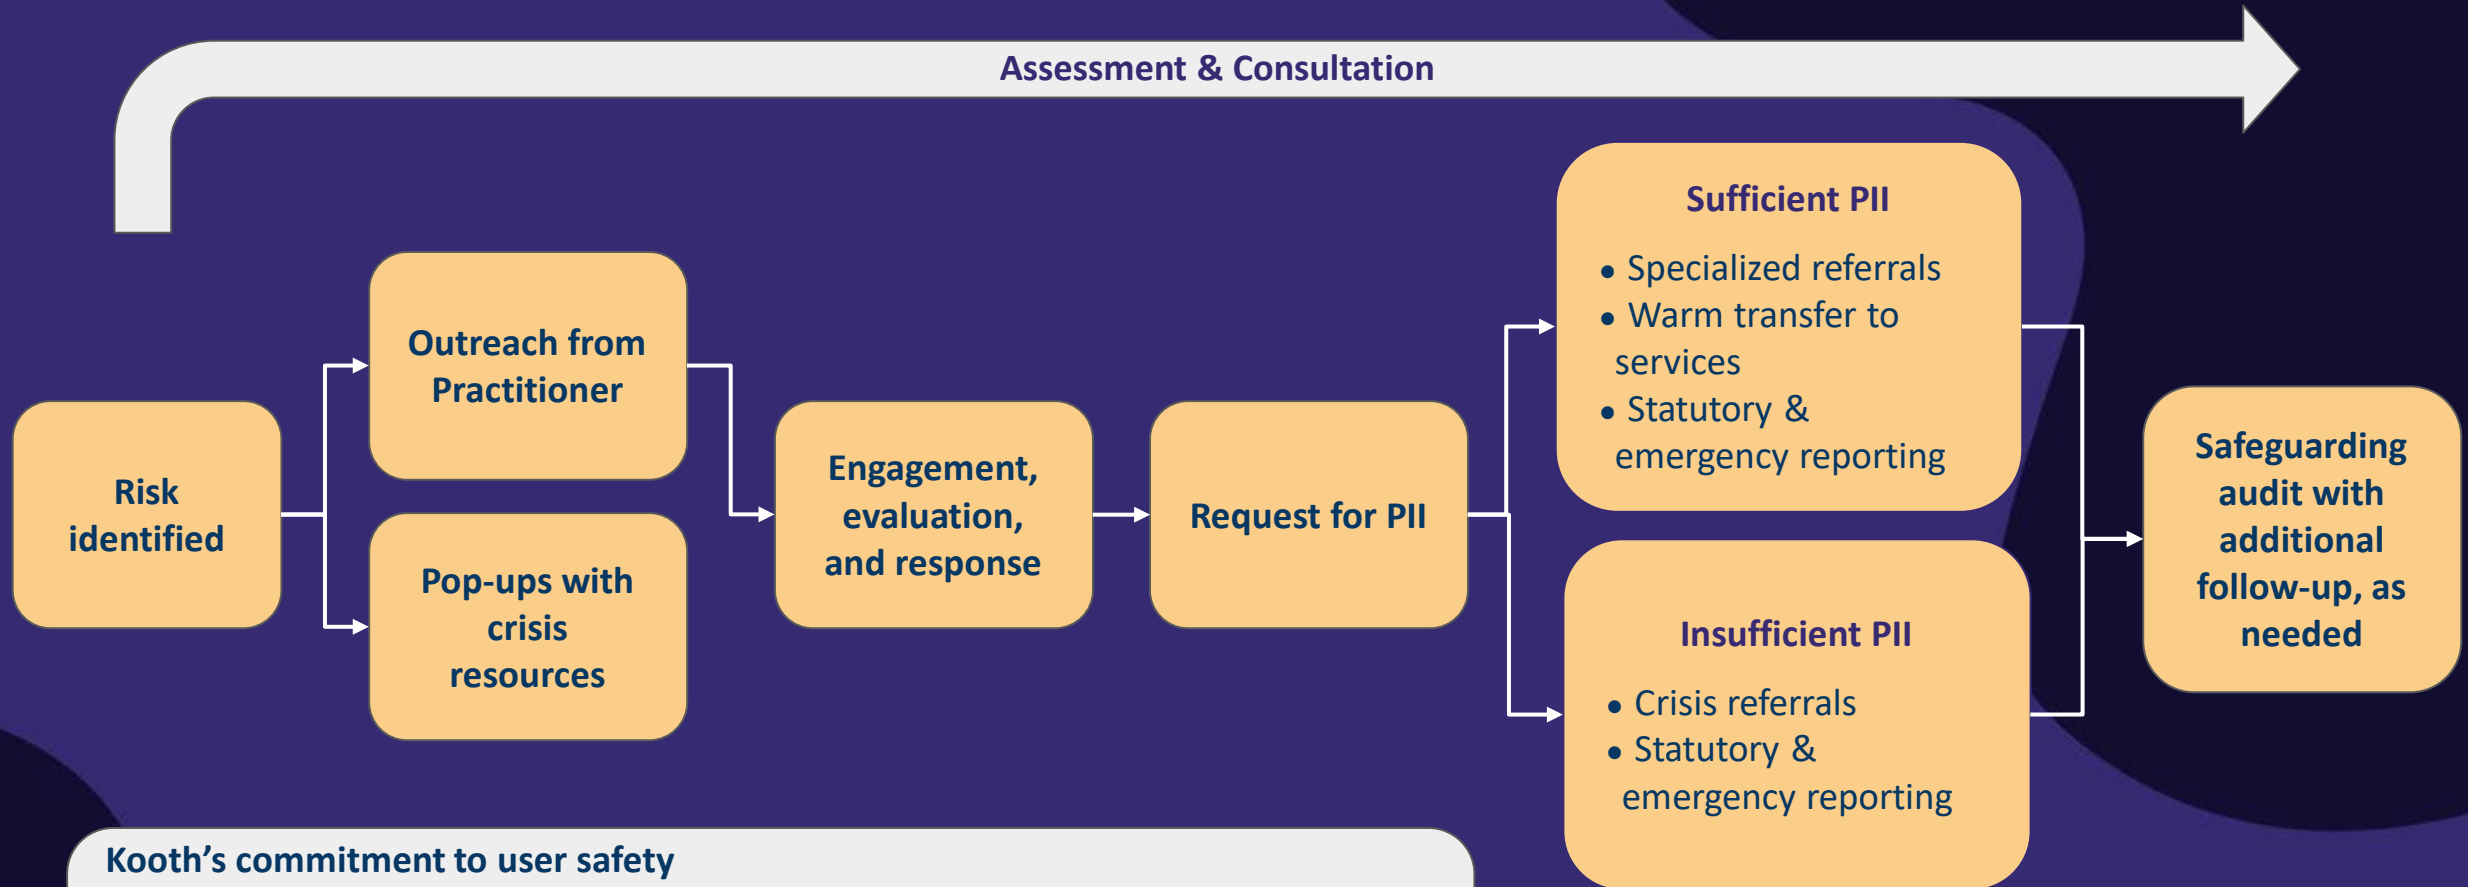 Assessment & Consultation
Risk
identified
Outreach from
Practitioner
Pop-ups with
crisis
resources
Engagement,
evaluation,
and response
Request for PII
Sufficient PII
● Specialized referrals
● Warm transfer to
services
● Statutory &
emergency reporting
Insufficient PII
● Crisis referrals
● Statutory &
emergency reporting
Safeguarding
audit with
additional
follow-up, as
needed
Kooth’s commitment to user safety